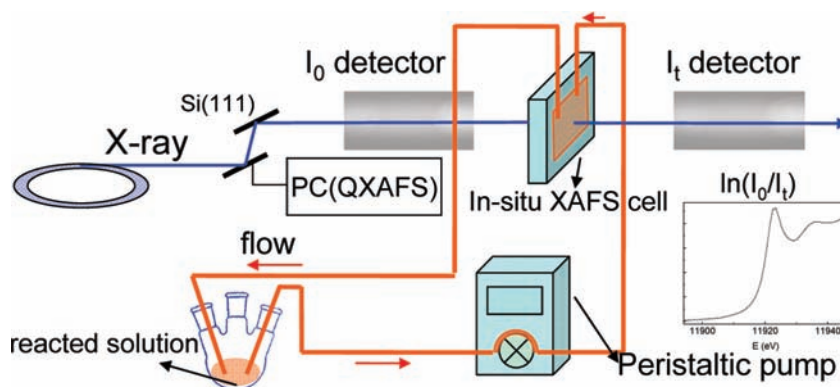 I₀ detector
Iₜ detector
Si(111)
X-ray
PC(QXAFS)
In-situ XAFS cell
ln(I₀/Iₜ)
flow
reacted solution
Peristaltic pump
11900
11920
11940
E (eV)